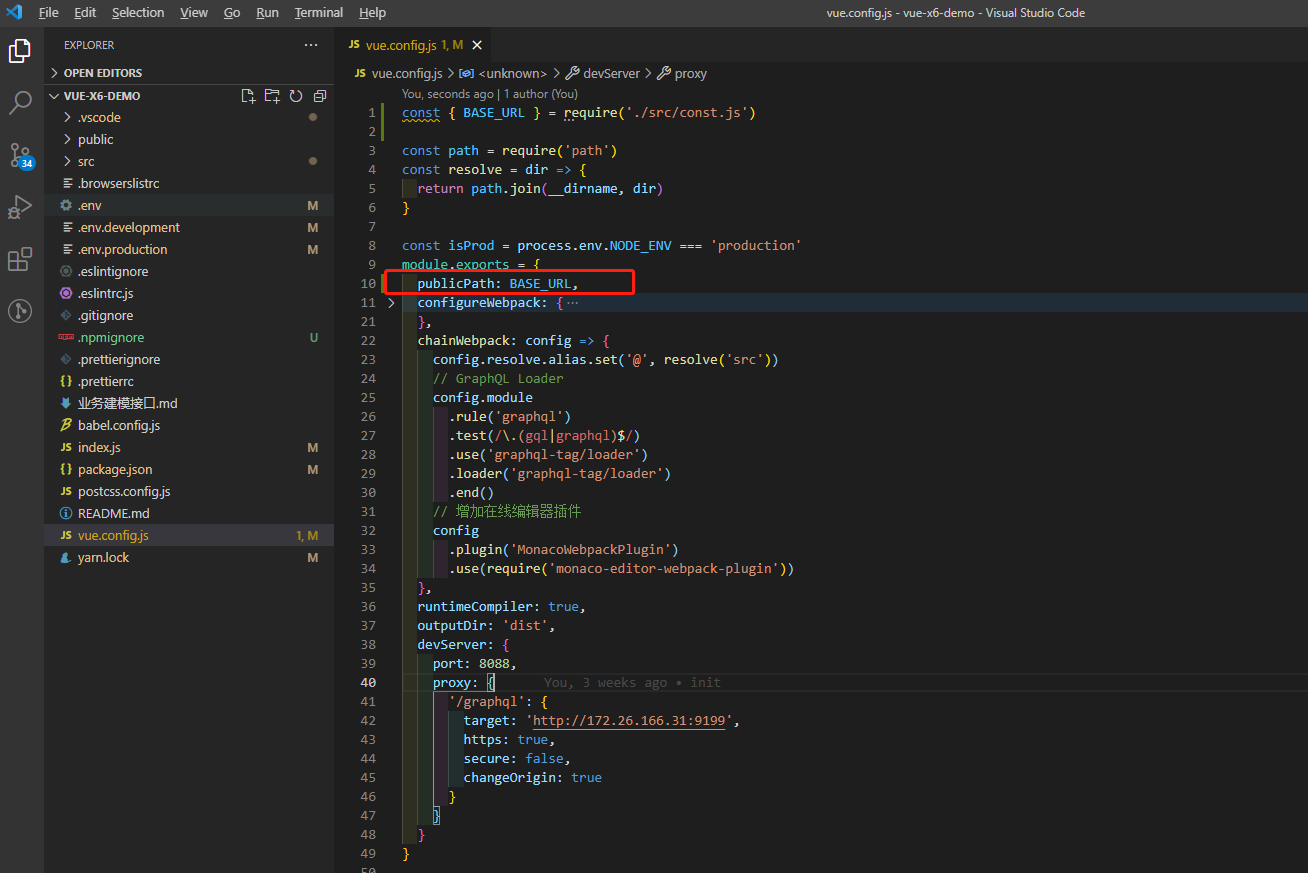 File Edit Selection View Go Run Terminal Help
vue.config.js - vue-x6-demo - Visual Studio Code
EXPLORER ···
OPEN EDITORS
VUE-X6-DEMO
.vscode
public
src
.browserslistrc
.env M
.env.development M
.env.production M
.eslintignore
.eslintrc.js
.gitignore
.npmignore U
.prettierignore
.prettierrc
业务建模接口.md
babel.config.js
JS index.js M
package.json M
JS postcss.config.js
README.md
JS vue.config.js 1, M
yarn.lock M
34
JS vue.config.js 1, M
JS vue.config.js > <unknown> > devServer > proxy
You, seconds ago | 1 author (You)
1 const { BASE_URL } = require('./src/const.js')
2
3 const path = require('path')
4 const resolve = dir => {
5 return path.join(__dirname, dir)
6 }
7
8 const isProd = process.env.NODE_ENV === 'production'
9 module.exports = {
10 publicPath: BASE_URL,
11 configureWebpack: { ···
21 },
22 chainWebpack: config => {
23 config.resolve.alias.set('@', resolve('src'))
24 // GraphQL Loader
25 config.module
26 .rule('graphql')
27 .test(/\.(gql|graphql)$/)
28 .use('graphql-tag/loader')
29 .loader('graphql-tag/loader')
30 .end()
31 // 增加在线编辑器插件
32 config
33 .plugin('MonacoWebpackPlugin')
34 .use(require('monaco-editor-webpack-plugin'))
35 },
36 runtimeCompiler: true,
37 outputDir: 'dist',
38 devServer: {
39 port: 8088,
40 proxy: { You, 3 weeks ago • init
41 '/graphql': {
42 target: 'http://172.26.166.31:9199',
43 https: true,
44 secure: false,
45 changeOrigin: true
46 }
47 }
48 }
49 }
50